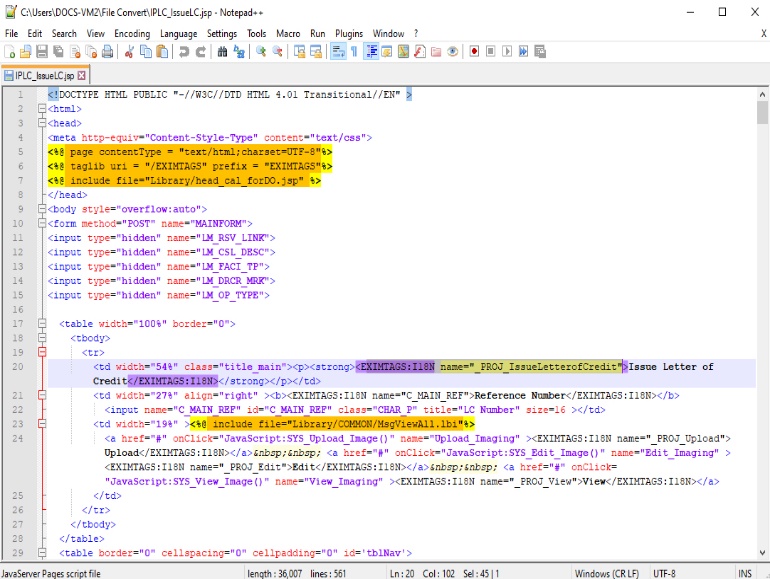 C:\Users\DOCS-VM2\File Convert\IPLC_IssueLC.jsp - Notepad++
File Edit Search View Encoding Language Settings Tools Macro Run Plugins Window ? X
IPLC_IssueLC.jsp
1 <!DOCTYPE HTML PUBLIC "-//W3C//DTD HTML 4.01 Transitional//EN" >
2 <html>
3 <head>
4 <meta http-equiv="Content-Style-Type" content="text/css">
5 <%@ page contentType = "text/html;charset=UTF-8"%>
6 <%@ taglib uri = "/EXIMTAGS" prefix = "EXIMTAGS"%>
7 <%@ include file="Library/head_cal_forDO.jsp" %>
8 </head>
9 <body style="overflow:auto">
10 <form method="POST" name="MAINFORM">
11 <input type="hidden" name="LM_RSV_LINK">
12 <input type="hidden" name="LM_CSL_DESC">
13 <input type="hidden" name="LM_FACI_TP">
14 <input type="hidden" name="LM_DRCR_MRK">
15 <input type="hidden" name="LM_OP_TYPE">
16
17 <table width="100%" border="0">
18 <tbody>
19 <tr>
20 <td width="54%" class="title_main"><p><strong><EXIMTAGS:I18N name="_PROJ_IssueLetterofCredit">Issue Letter of
Credit</EXIMTAGS:I18N></strong></p></td>
21 <td width="27%" align="right" ><b><EXIMTAGS:I18N name="C_MAIN_REF">Reference Number</EXIMTAGS:I18N></b>
22 <input name="C_MAIN_REF" id="C_MAIN_REF" class="CHAR_P" title="LC Number" size=16 ></td>
23 <td width="19%" ><%@ include file="Library/COMMON/MsgViewAll.lbi"%>
24 <a href="#" onClick="JavaScript:SYS_Upload_Image()" name="Upload_Imaging" ><EXIMTAGS:I18N name="_PROJ_Upload">
Upload</EXIMTAGS:I18N></a>&nbsp;&nbsp; <a href="#" onClick="JavaScript:SYS_Edit_Image()" name="Edit_Imaging" >
<EXIMTAGS:I18N name="_PROJ_Edit">Edit</EXIMTAGS:I18N></a>&nbsp;&nbsp; <a href="#" onClick=
"JavaScript:SYS_View_Image()" name="View_Imaging" ><EXIMTAGS:I18N name="_PROJ_View">View</EXIMTAGS:I18N></a>
25 </td>
26 </tr>
27 </tbody>
28 </table>
29 <table border="0" cellspacing="0" cellpadding="0" id='tblNav'>
JavaServer Pages script file length : 36,007 lines : 561 Ln : 20 Col : 102 Sel : 45 | 1 Windows (CR LF) UTF-8 INS